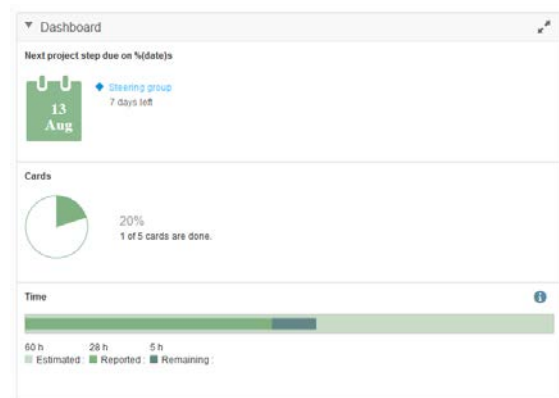 Dashboard
Next project step due on %(date)s
13
Aug
Steering group
7 days left
Cards
20%
1 of 5 cards are done.
Time
60 h 28 h 5 h
Estimated : Reported : Remaining :